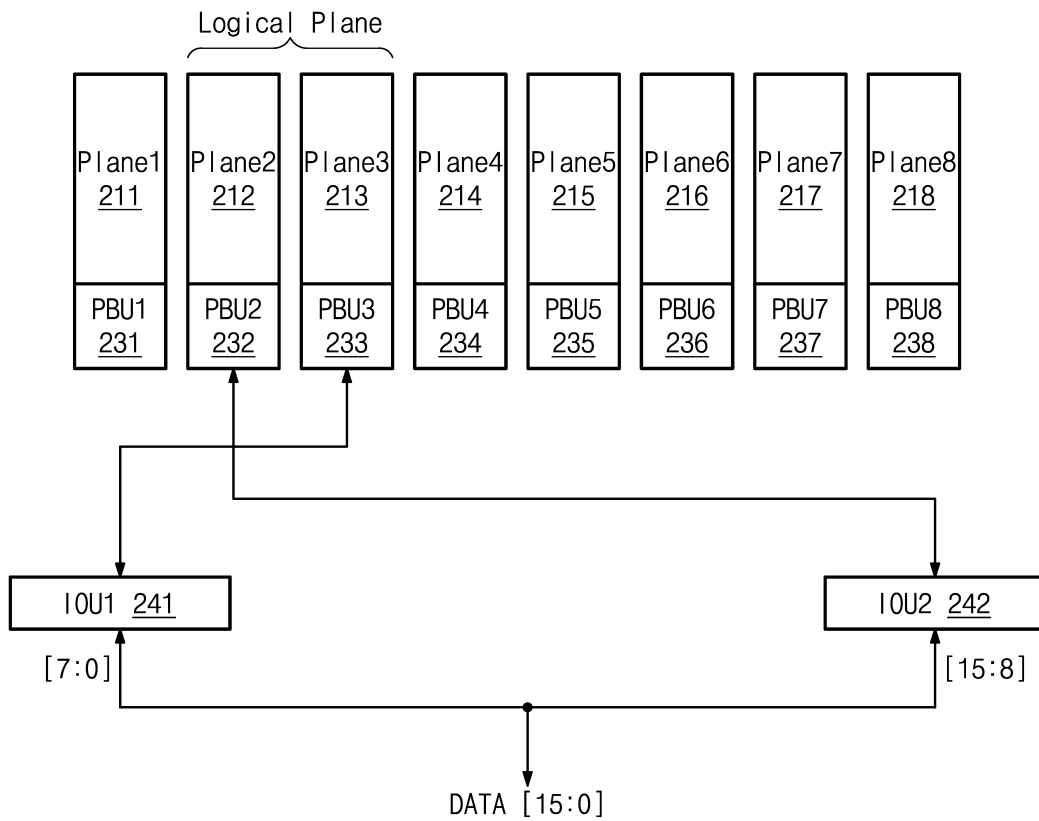 Logical Plane
Plane1 Plane2 Plane3 Plane4 Plane5 Plane6 Plane7 Plane8
211 212 213 214 215 216 217 218
PBU1 PBU2 PBU3 PBU4 PBU5 PBU6 PBU7 PBU8
231 232 233 234 235 236 237 238
IOU1 241 IOU2 242
[7:0] [15:8]
DATA [15:0]